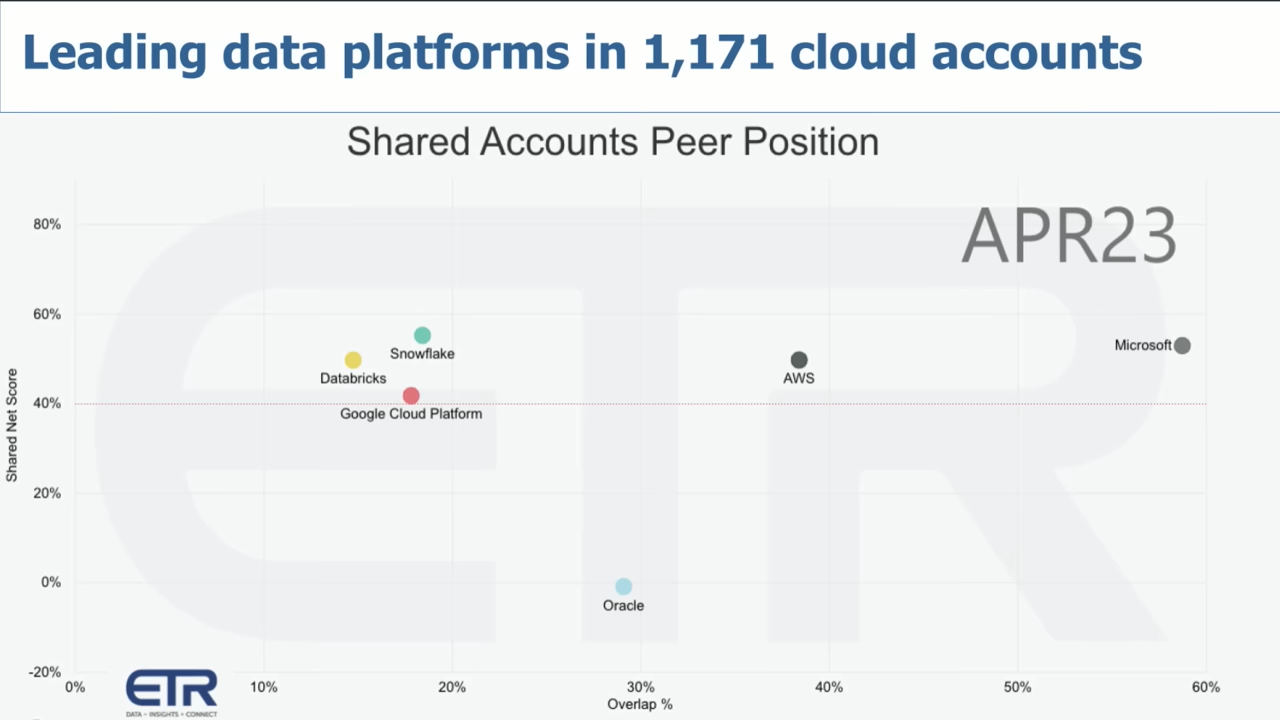 Leading data platforms in 1,171 cloud accounts
Shared Accounts Peer Position
APR23
ETR
80%
60%
40%
20%
0%
-20%
Shared Net Score
Snowflake
Databricks
Google Cloud Platform
AWS
Microsoft
Oracle
0%
10%
20%
30%
40%
50%
60%
Overlap %
ETR
DATA - INSIGHTS - CONNECT